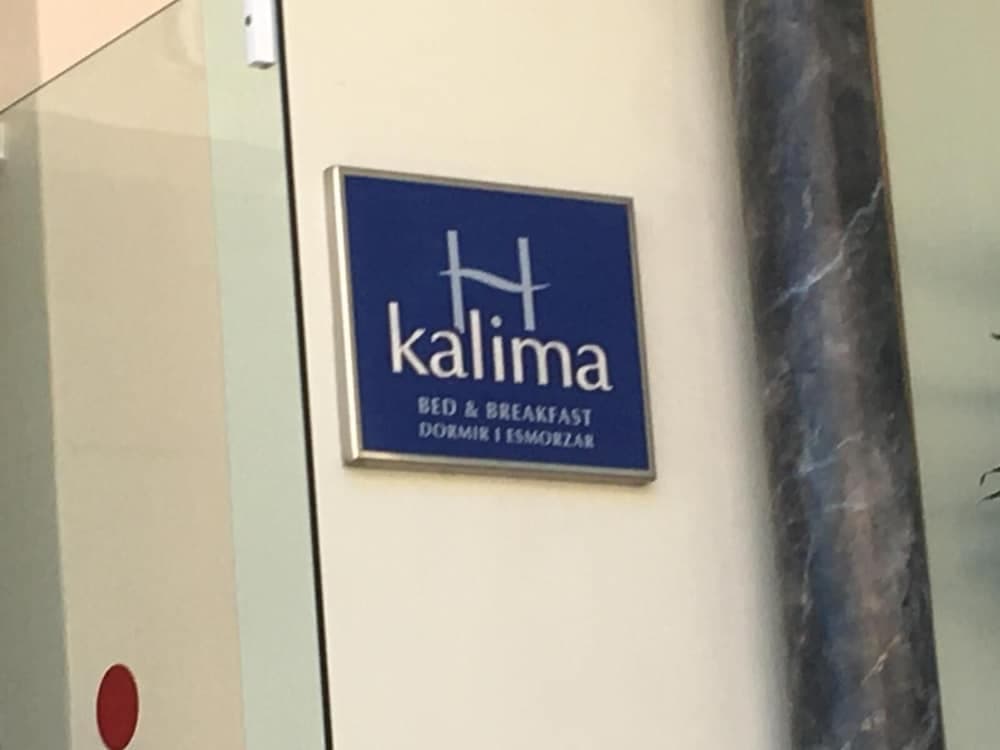 H
kalima
BED & BREAKFAST
DORMIR I ESMORZAR